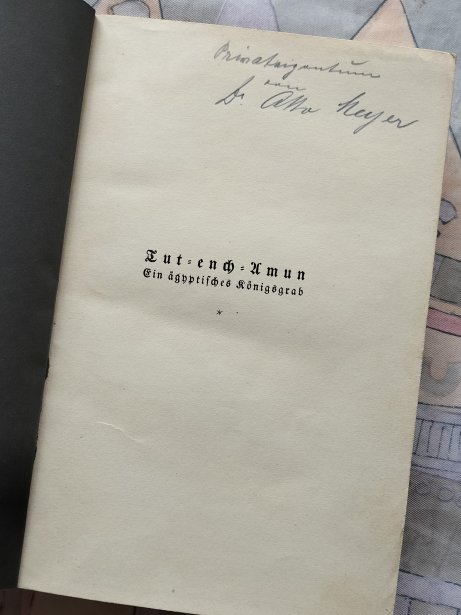 Privateigentum
von
Dr. Otto Meyer
Tut-ench-Amun
Ein ägyptisches Königsgrab
*